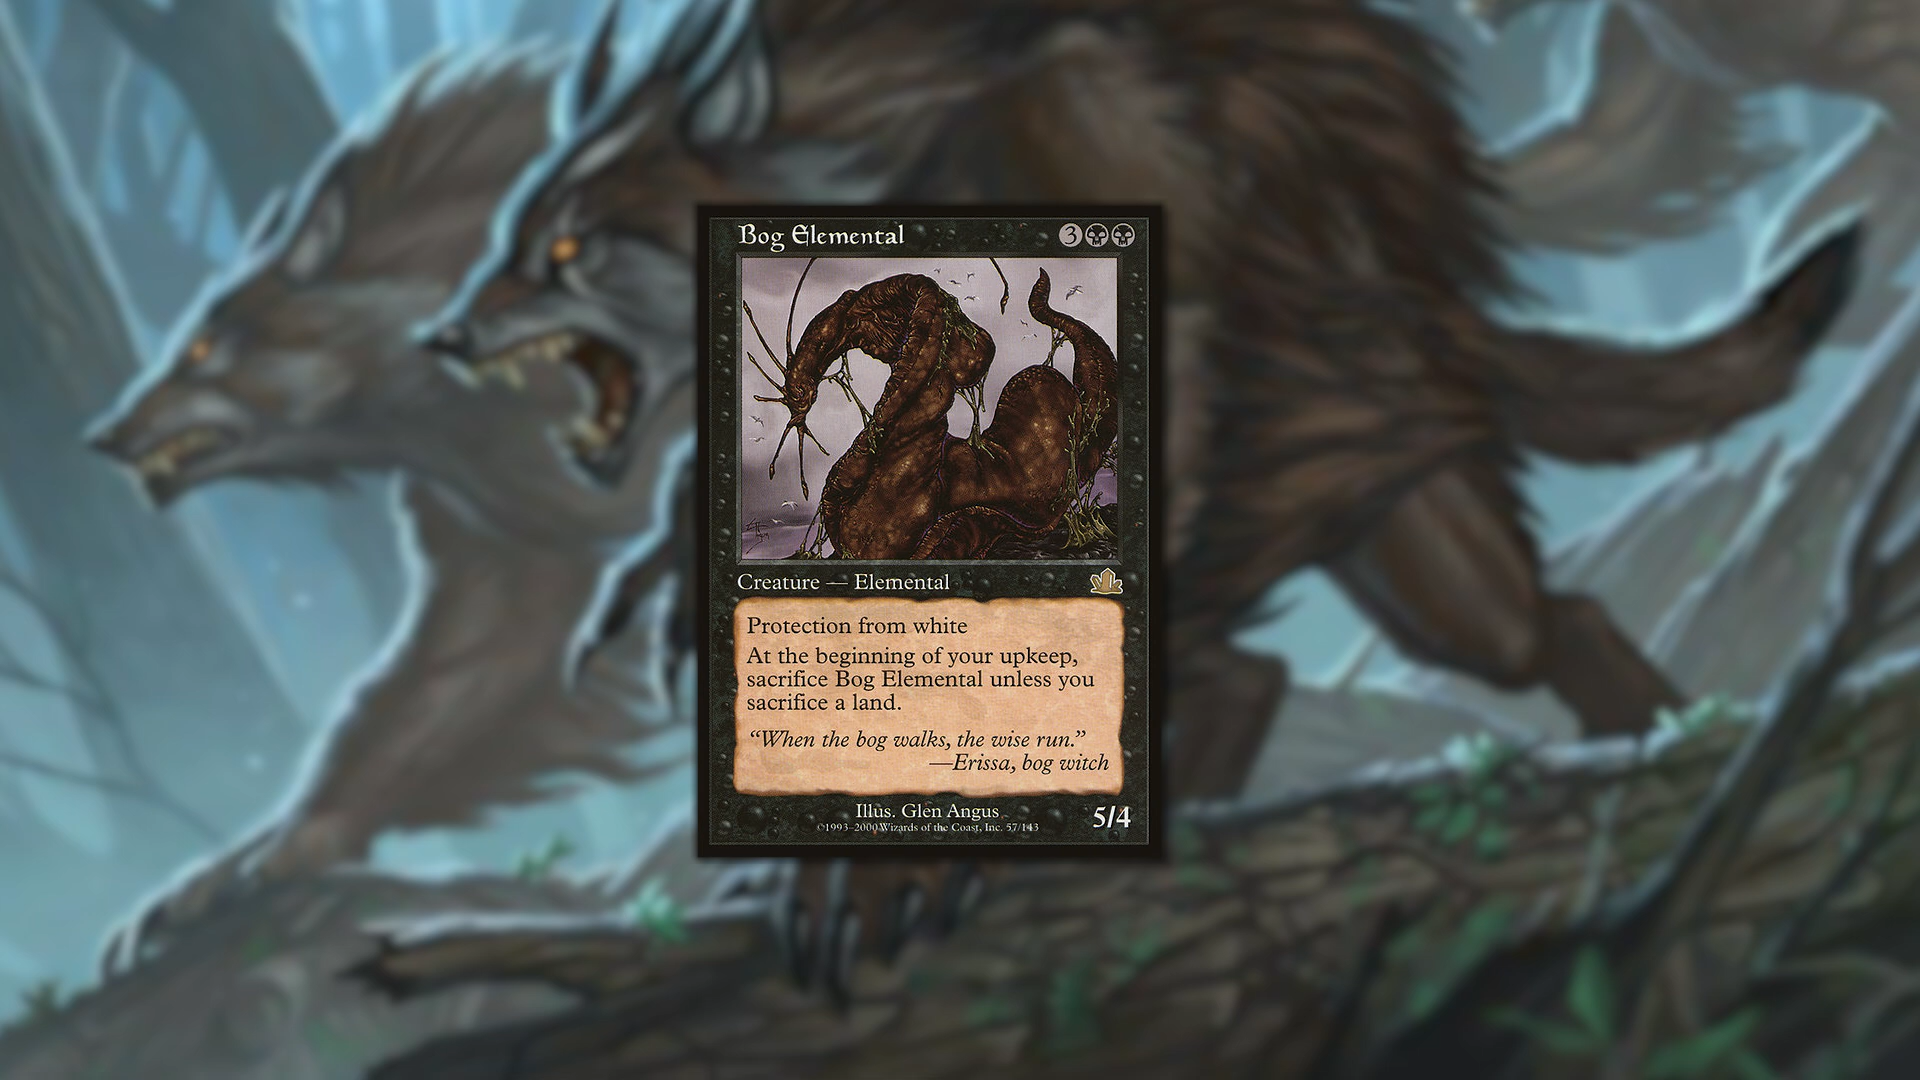 Bog Elemental 3
Creature — Elemental
Protection from white
At the beginning of your upkeep,
sacrifice Bog Elemental unless you
sacrifice a land.
“When the bog walks, the wise run.”
—Erissa, bog witch
Illus. Glen Angus
©1993–2000 Wizards of the Coast, Inc. 57/143
5/4